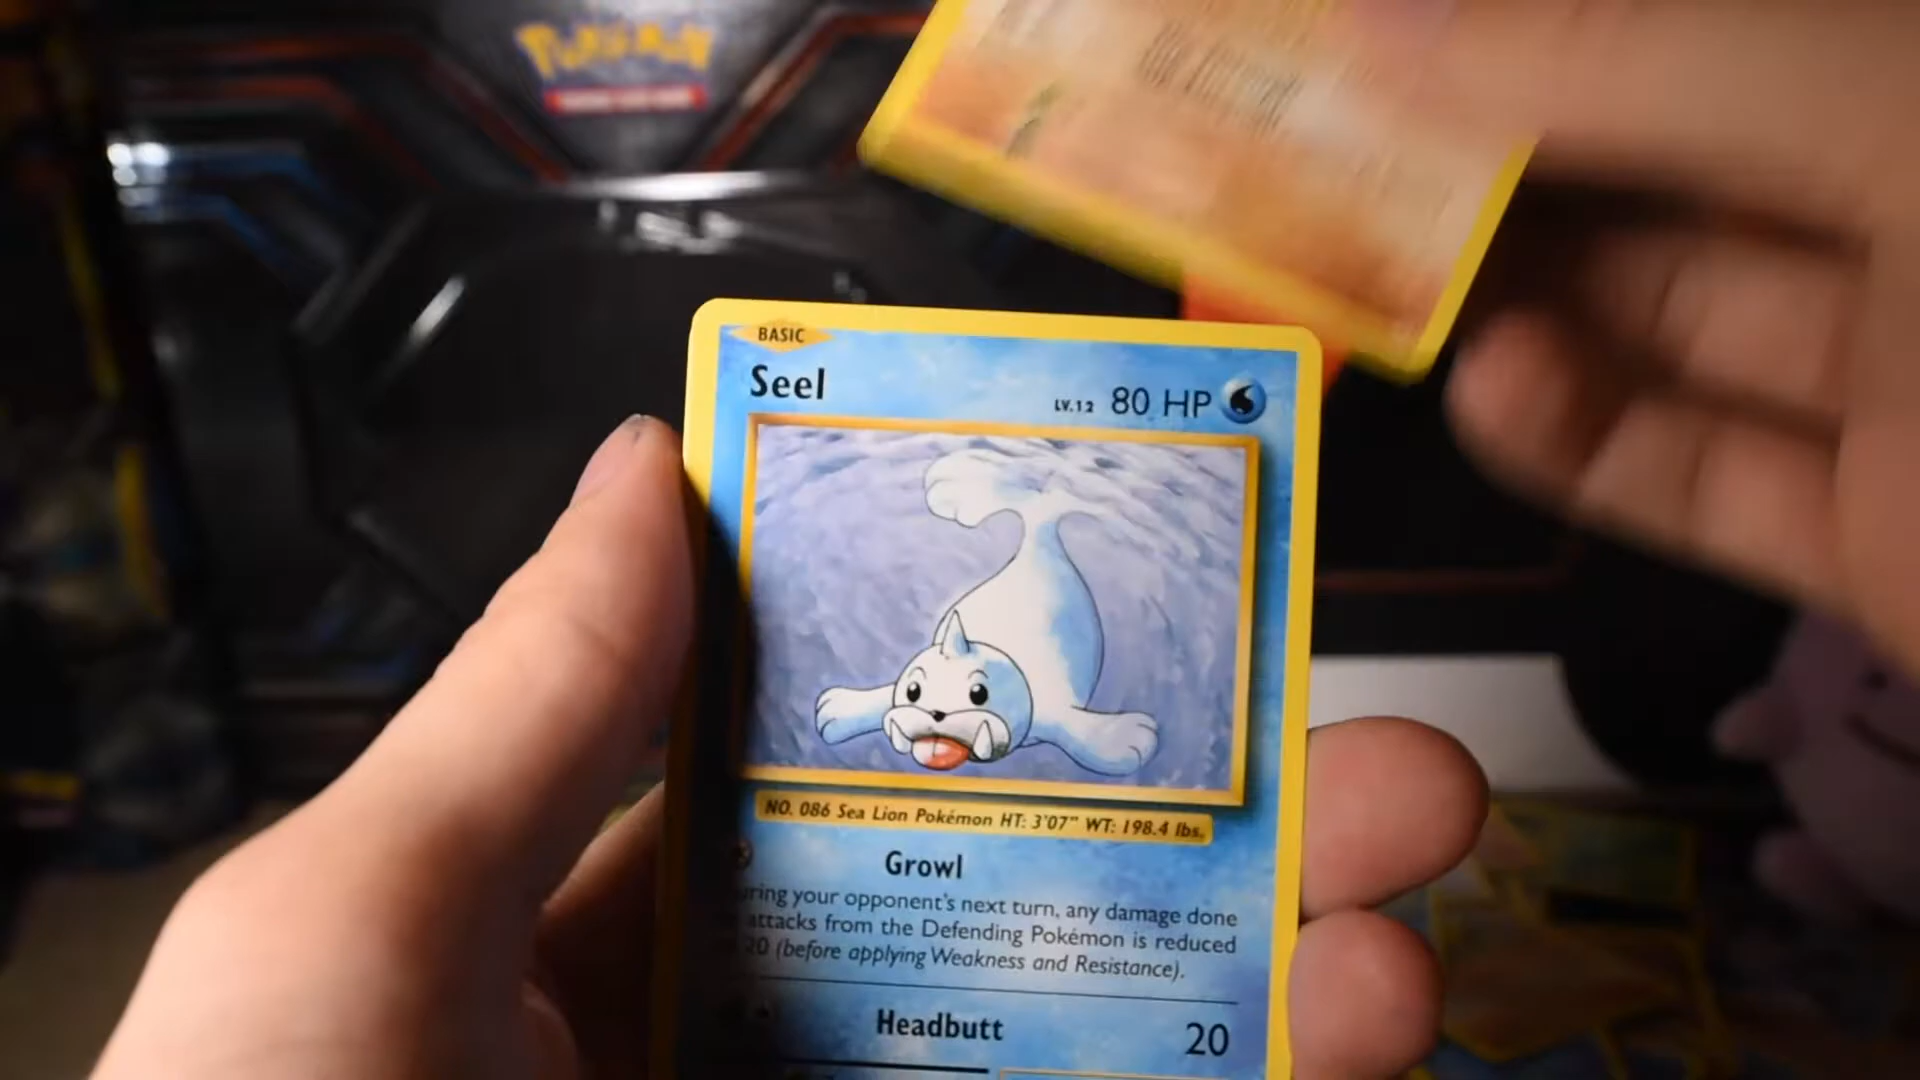 Pokémon
BASIC
Seel
LV.12 80 HP
NO. 086 Sea Lion Pokémon HT: 3'07" WT: 198.4 lbs.
Growl
ring your opponent's next turn, any damage done
attacks from the Defending Pokémon is reduced
20 (before applying Weakness and Resistance).
Headbutt 20